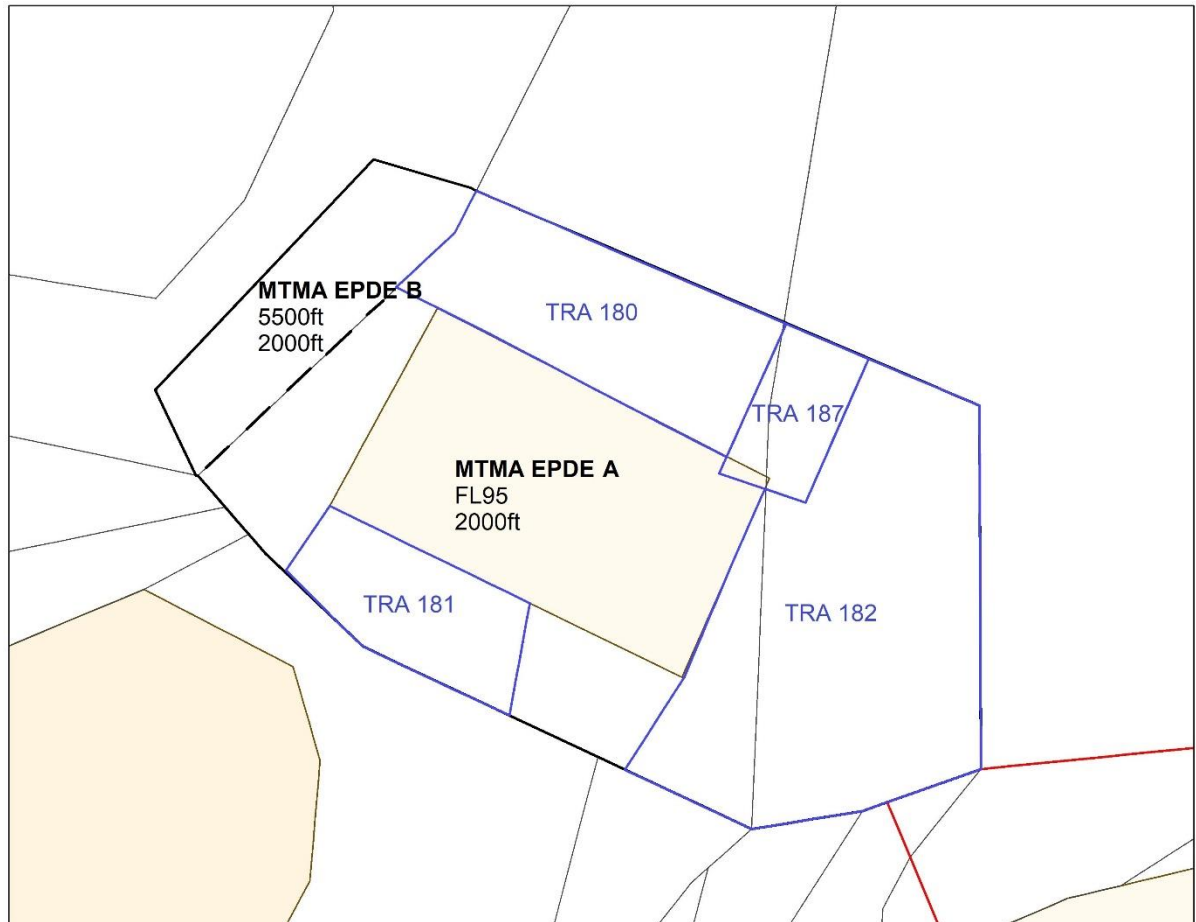 MTMA EPDE B
5500ft
2000ft
TRA 180
TRA 187
MTMA EPDE A
FL95
2000ft
TRA 181
TRA 182